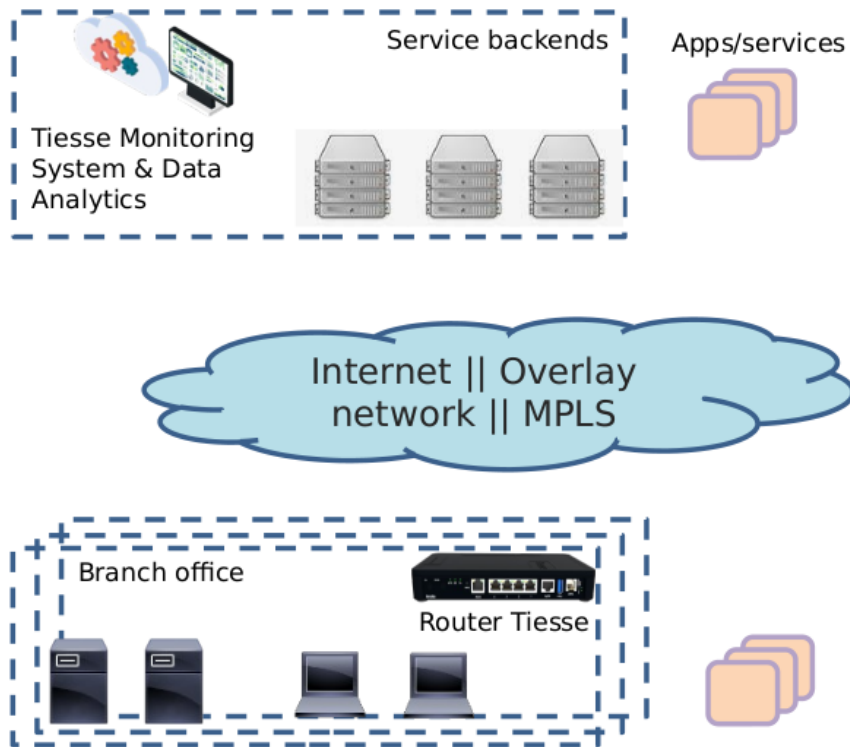 Service backends
Apps/services
Tiesse Monitoring
System & Data
Analytics
Internet || Overlay
network || MPLS
Branch office
Router Tiesse